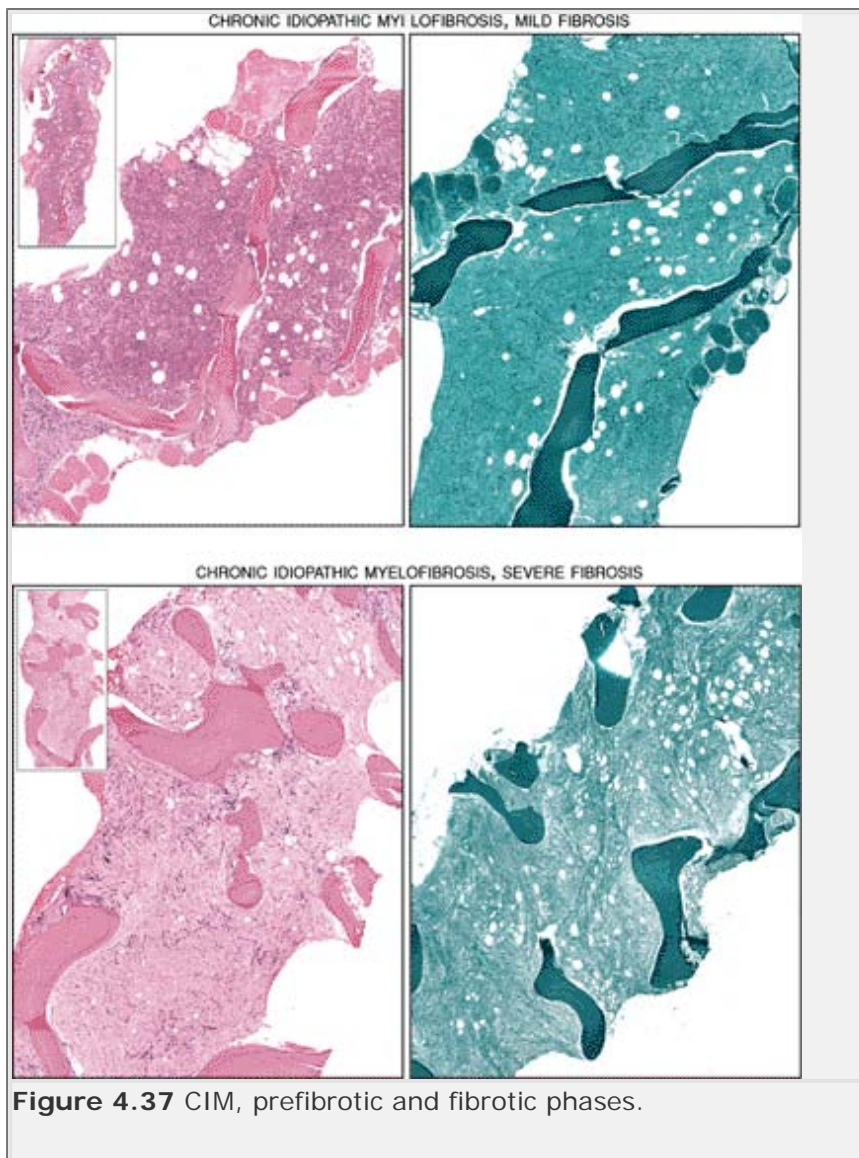 CHRONIC IDIOPATHIC MYI LOFIBROSIS, MILD FIBROSIS
CHRONIC IDIOPATHIC MYELOFIBROSIS, SEVERE FIBROSIS
Figure 4.37 CIM, prefibrotic and fibrotic phases.